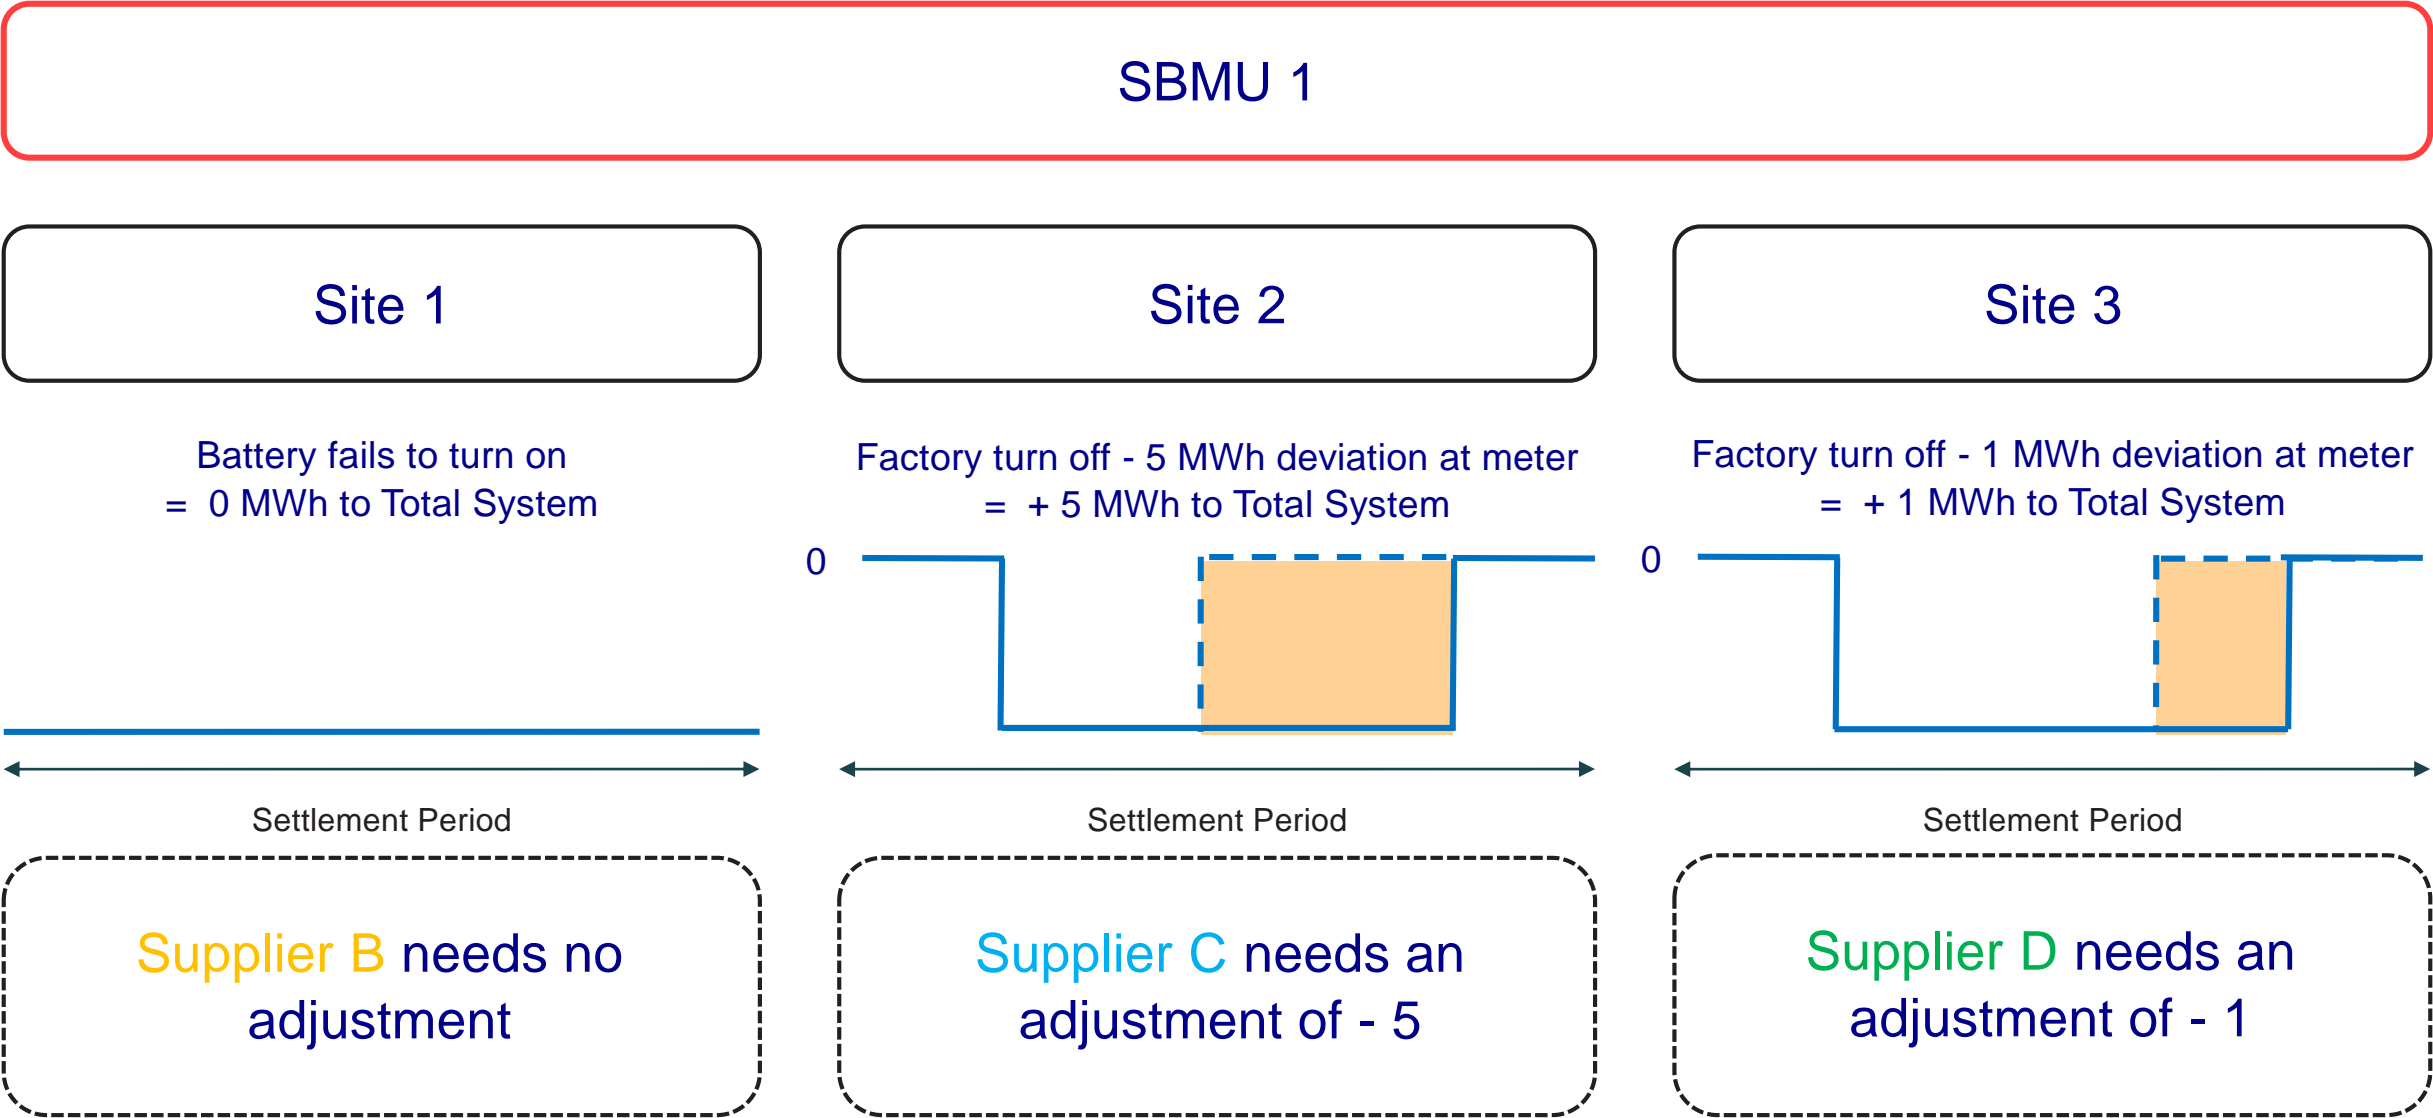 SBMU 1
Site 1
Site 2
Site 3
Battery fails to turn on
= 0 MWh to Total System
Factory turn off - 5 MWh deviation at meter
= + 5 MWh to Total System
Factory turn off - 1 MWh deviation at meter
= + 1 MWh to Total System
0
0
Settlement Period
Settlement Period
Settlement Period
Supplier B needs no
adjustment
Supplier C needs an
adjustment of - 5
Supplier D needs an
adjustment of - 1